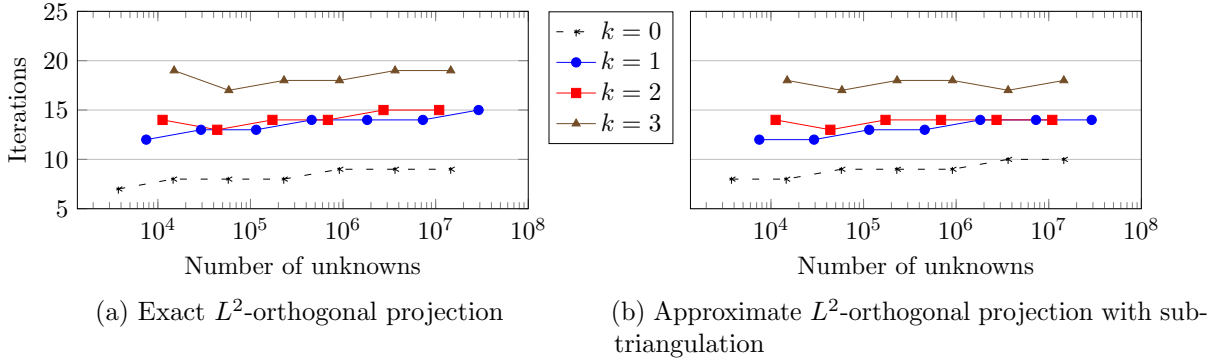 25
20
15
10
5
Iterations
10^4
10^5
10^6
10^7
10^8
Number of unknowns
(a) Exact L^2-orthogonal projection
k = 0
k = 1
k = 2
k = 3
10^4
10^5
10^6
10^7
10^8
Number of unknowns
(b) Approximate L^2-orthogonal projection with sub-
triangulation